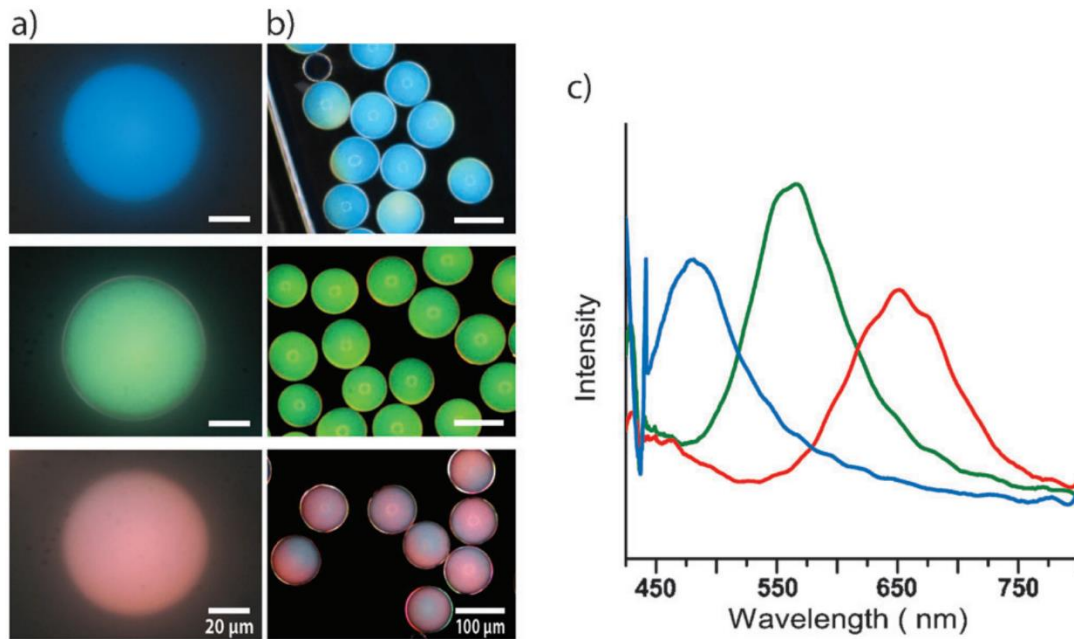 a)
b)
c)
20 μm
100 μm
Intensity
450
550
650
750
Wavelength ( nm)